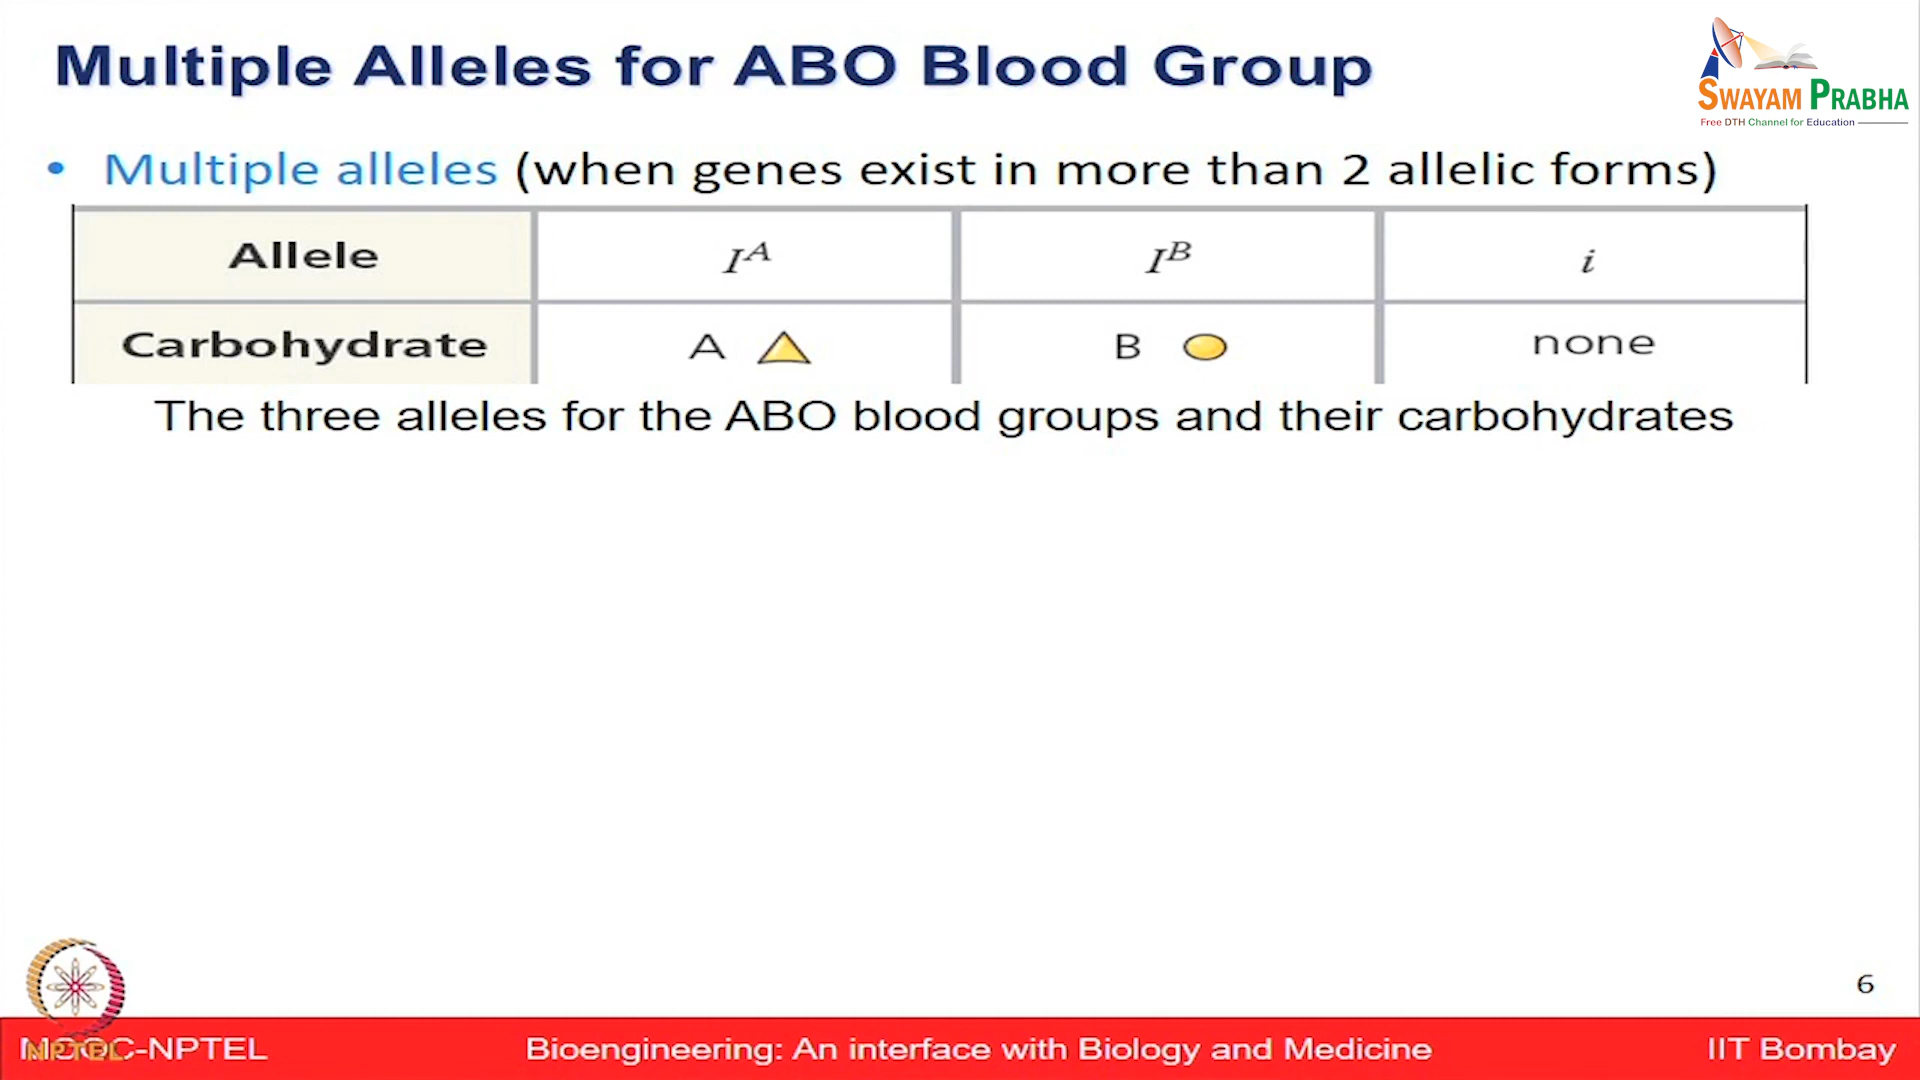 Multiple Alleles for ABO Blood Group
SWAYAM PRABHA
Free DTH Channel for Education
• Multiple alleles (when genes exist in more than 2 allelic forms)
Allele I^A I^B i
Carbohydrate A B none
The three alleles for the ABO blood groups and their carbohydrates
6
NPTEL
MOOC-NPTEL Bioengineering: An interface with Biology and Medicine IIT Bombay